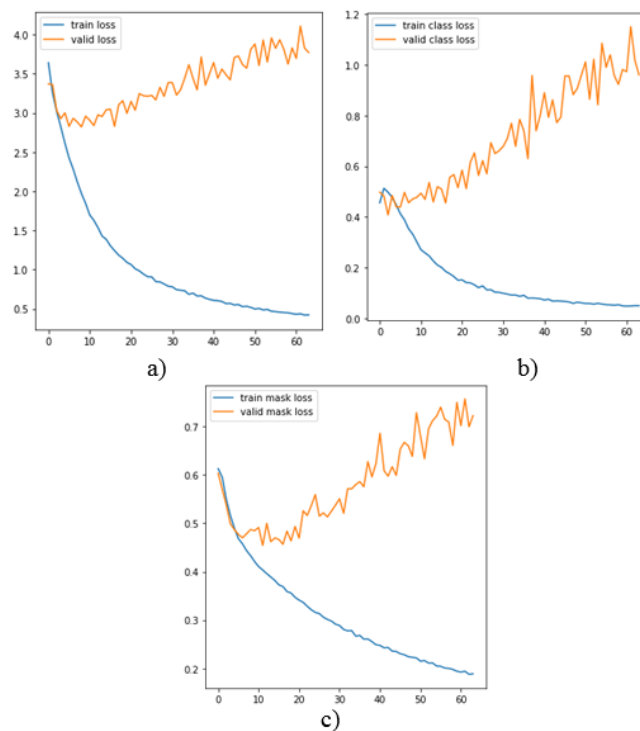 train loss
valid loss
4.0
3.5
3.0
2.5
2.0
1.5
1.0
0.5
0 10 20 30 40 50 60
a)
train class loss
valid class loss
1.2
1.0
0.8
0.6
0.4
0.2
0.0
0 10 20 30 40 50 60
b)
train mask loss
valid mask loss
0.7
0.6
0.5
0.4
0.3
0.2
0 10 20 30 40 50 60
c)